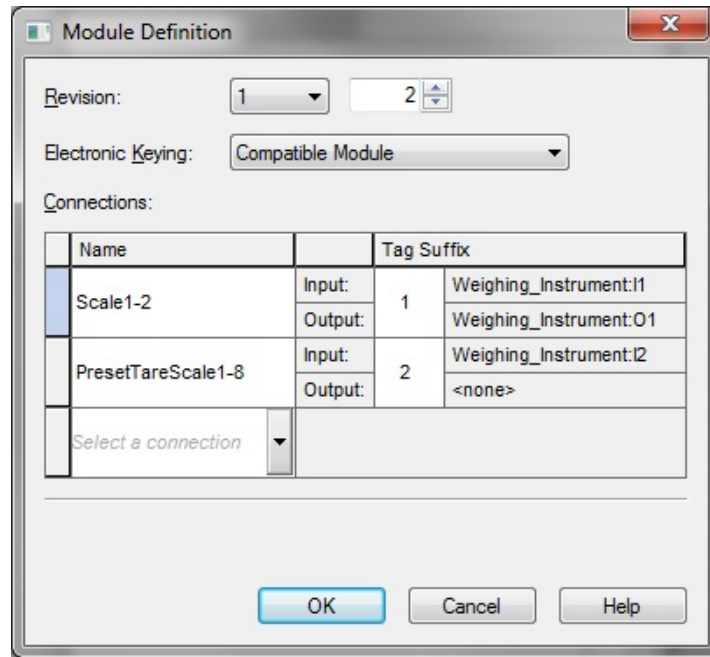 Module Definition
Revision: 1 2
Electronic Keying: Compatible Module
Connections:
Name Tag Suffix
Scale1-2 Input: 1 Weighing_Instrument:I1
Output: Weighing_Instrument:O1
PresetTareScale1-8 Input: 2 Weighing_Instrument:I2
Output: <none>
Select a connection
OK Cancel Help